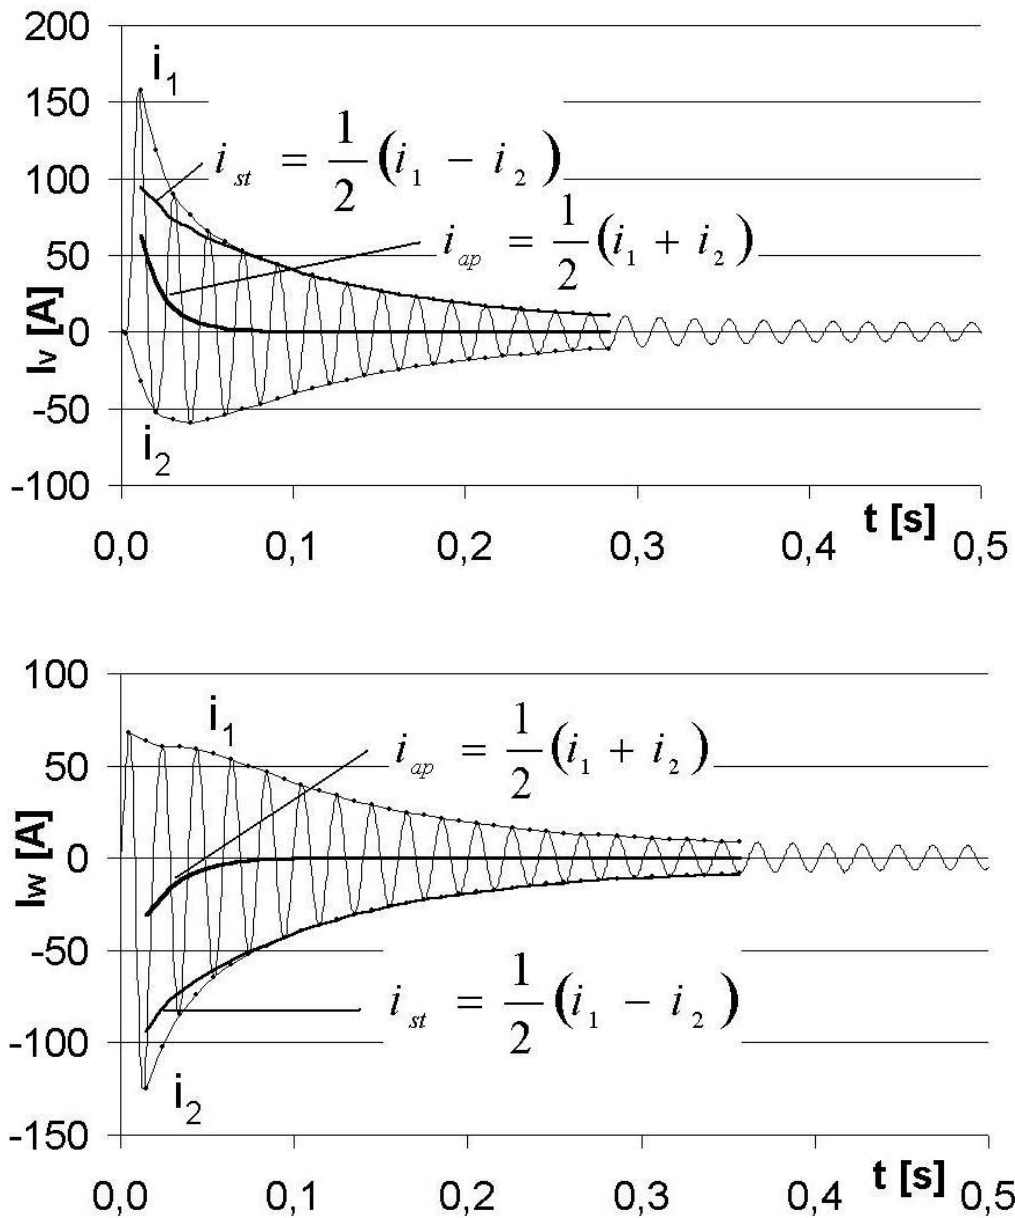 200
i₁
150
i_st = 1/2 (i₁ − i₂)
100
i_ap = 1/2 (i₁ + i₂)
50
Iv [A]
0
-50
i₂
-100
t [s]
0,0 0,1 0,2 0,3 0,4 0,5
100
i₁
i_ap = 1/2 (i₁ + i₂)
50
Iw [A]
0
-50
i_st = 1/2 (i₁ − i₂)
-100
i₂
-150
t [s]
0,0 0,1 0,2 0,3 0,4 0,5